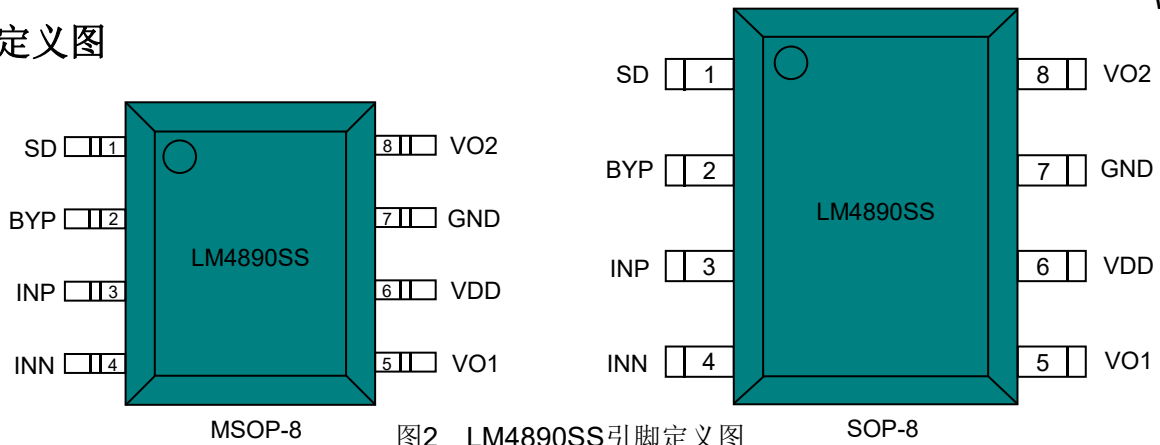 定义图
SD 1 8 VO2
BYP 2 7 GND
LM4890SS
INP 3 6 VDD
INN 4 5 VO1
MSOP-8
SD 1 8 VO2
BYP 2 7 GND
LM4890SS
INP 3 6 VDD
INN 4 5 VO1
SOP-8
图2 LM4890SS引脚定义图